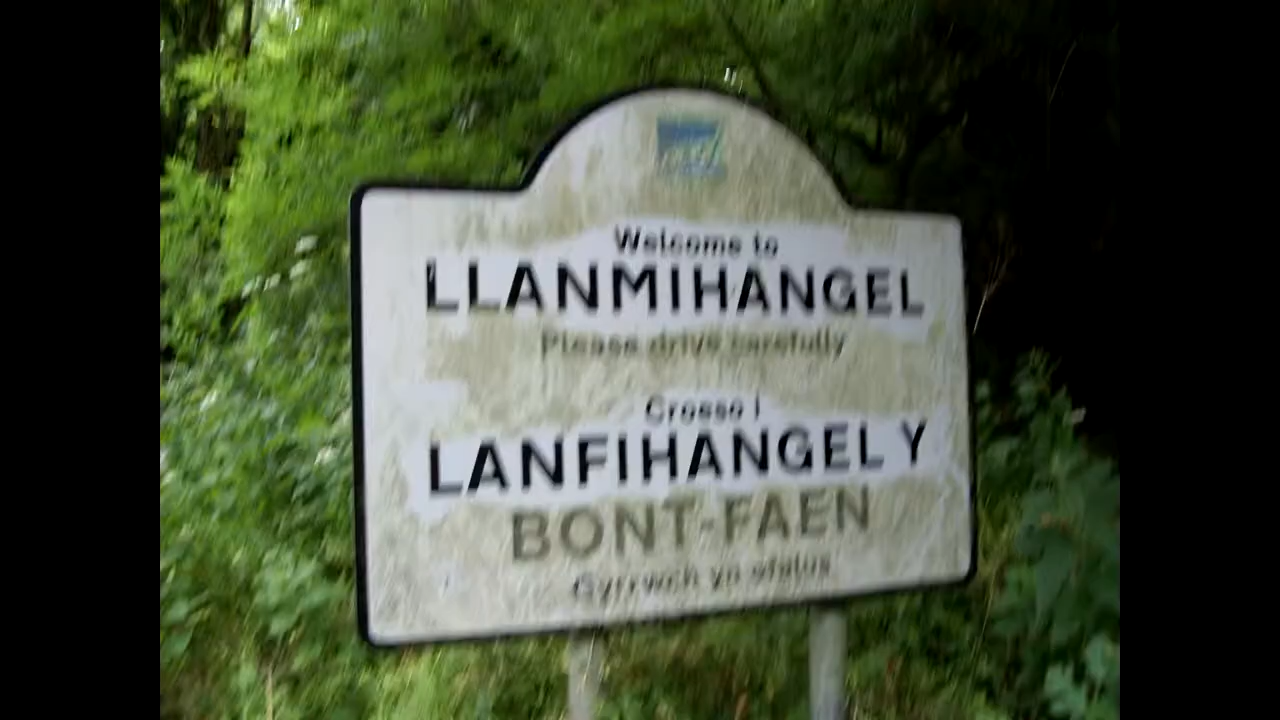 Welcome to
LLANMIHANGEL
Please drive carefully
Croeso i
LANFIHANGEL Y
BONT-FAEN
Gyrrwch yn ofalus